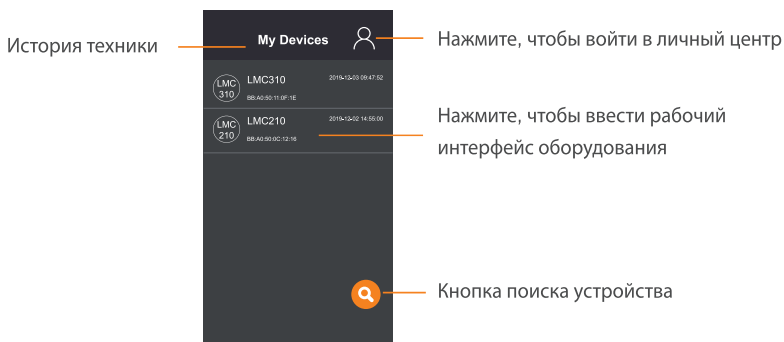 История техники
My Devices
Нажмите, чтобы войти в личный центр
LMC
310
LMC310
2019-12-03 09:47:52
BB:A0:50:11:0F:1E
LMC
210
LMC210
2019-12-02 14:55:00
BB:A0:50:0C:12:16
Нажмите, чтобы ввести рабочий
интерфейс оборудования
Кнопка поиска устройства